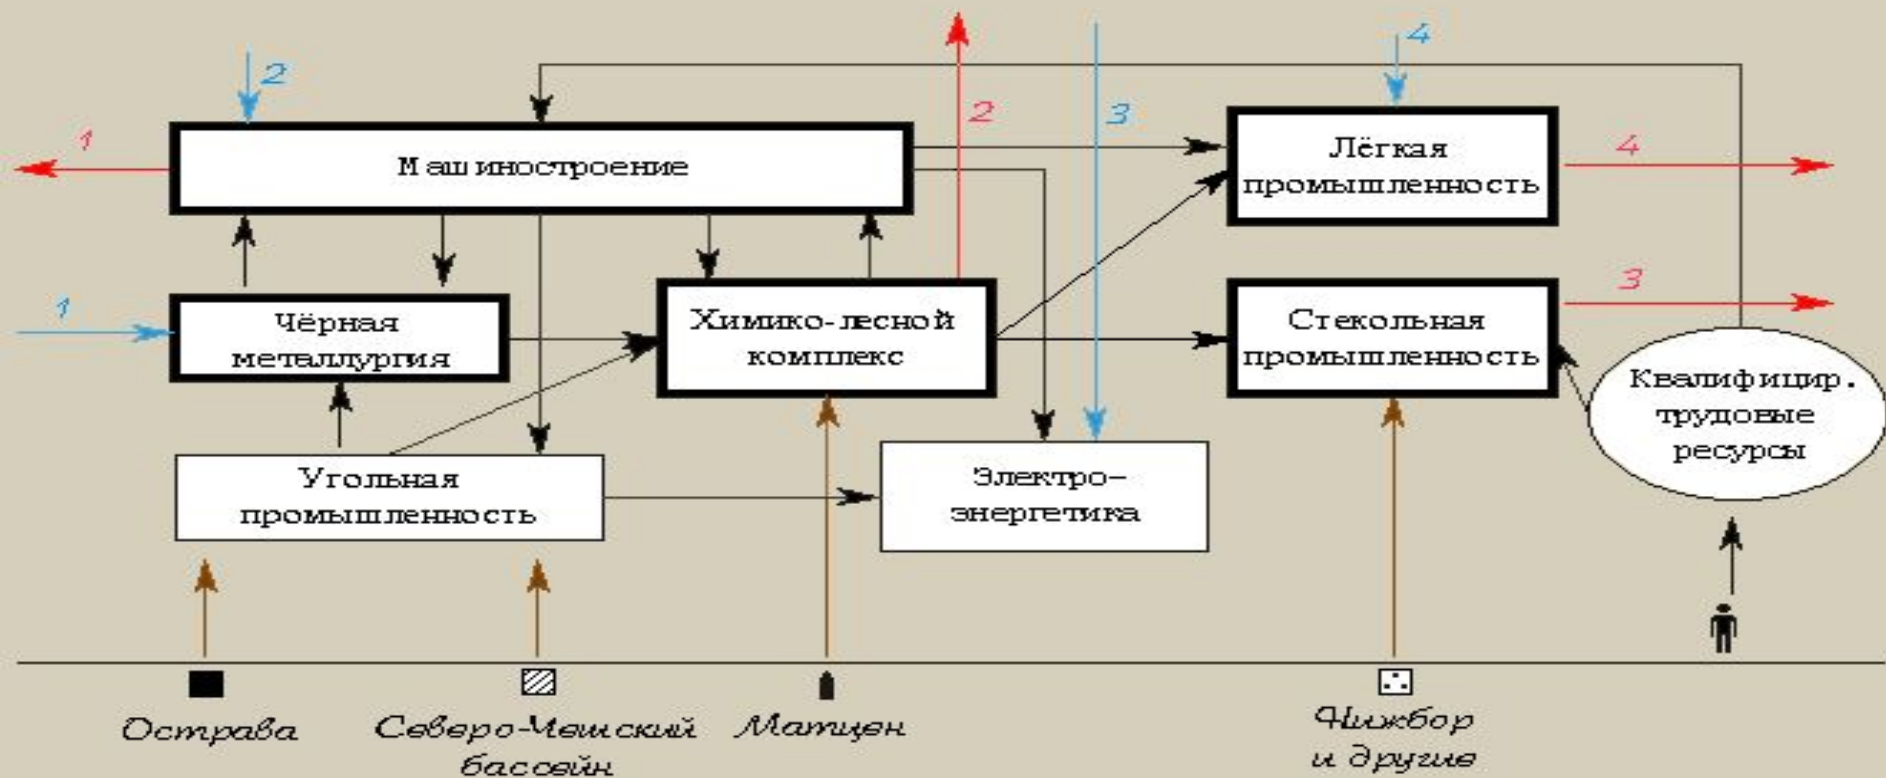 2
4
1
2
3
Машиностроение
Лёгкая
промышленность
4
1
Чёрная
металлургия
Химико-лесной
комплекс
Стекольная
промышленность
3
Квалифицир.
трудовые
ресурсы
Угольная
промышленность
Электро-
энергетика
Острава
Северо-Чешский
бассейн
Матцен
Нижбор
и другие